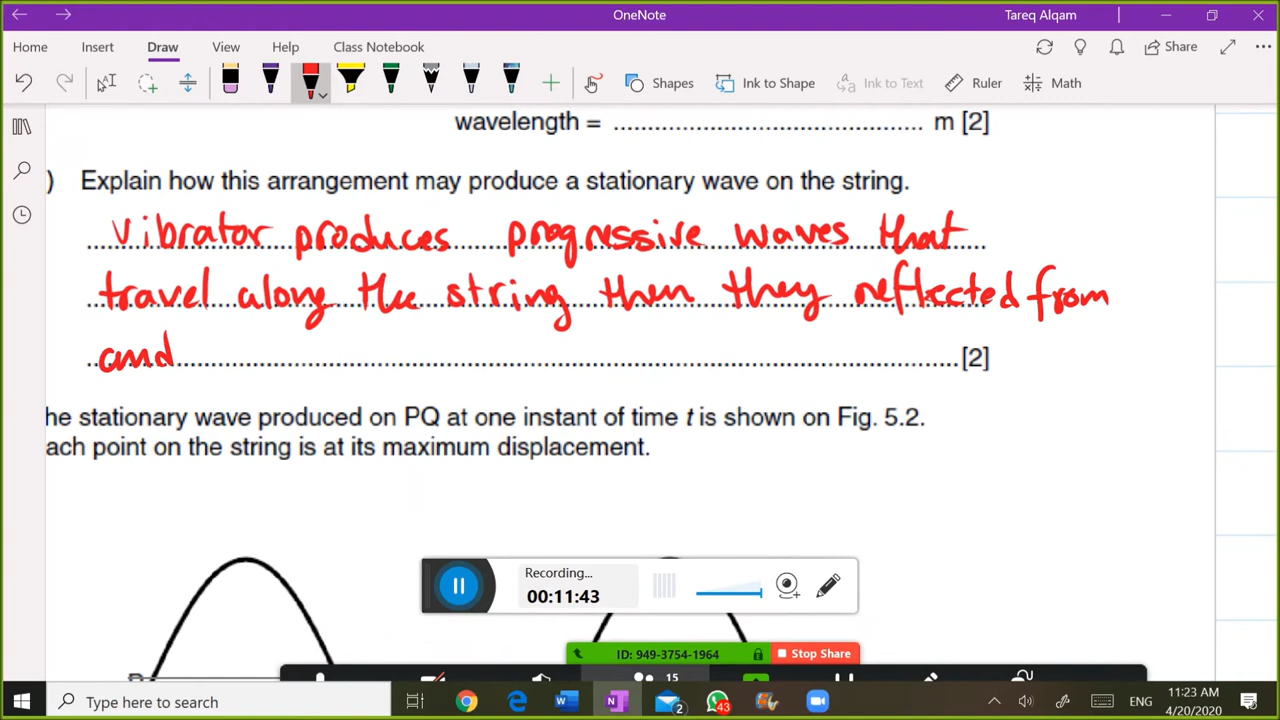 OneNote
Tareq Alqam
Home Insert Draw View Help Class Notebook
Share
Shapes Ink to Shape Ink to Text Ruler Math
wavelength = ........ m [2]
) Explain how this arrangement may produce a stationary wave on the string.
vibrator produces progressive waves that
travel along the string then they reflected from
and
[2]
he stationary wave produced on PQ at one instant of time t is shown on Fig. 5.2.
ach point on the string is at its maximum displacement.
Recording...
00:11:43
ID: 949-3754-1964 Stop Share
15
Type here to search
2
43
ENG
11:23 AM
4/20/2020